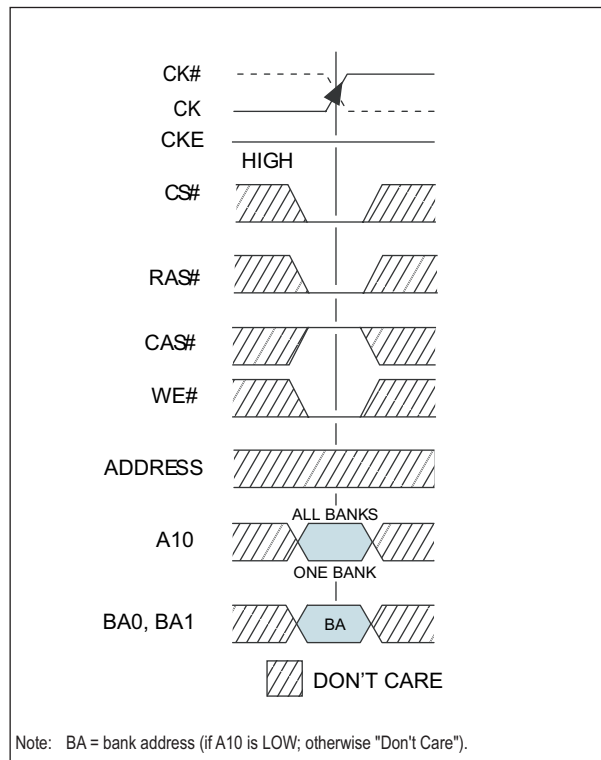 CK#
CK
CKE
HIGH
CS#
RAS#
CAS#
WE#
ADDRESS
ALL BANKS
A10
ONE BANK
BA0, BA1
BA
DON'T CARE
Note: BA = bank address (if A10 is LOW; otherwise "Don't Care").